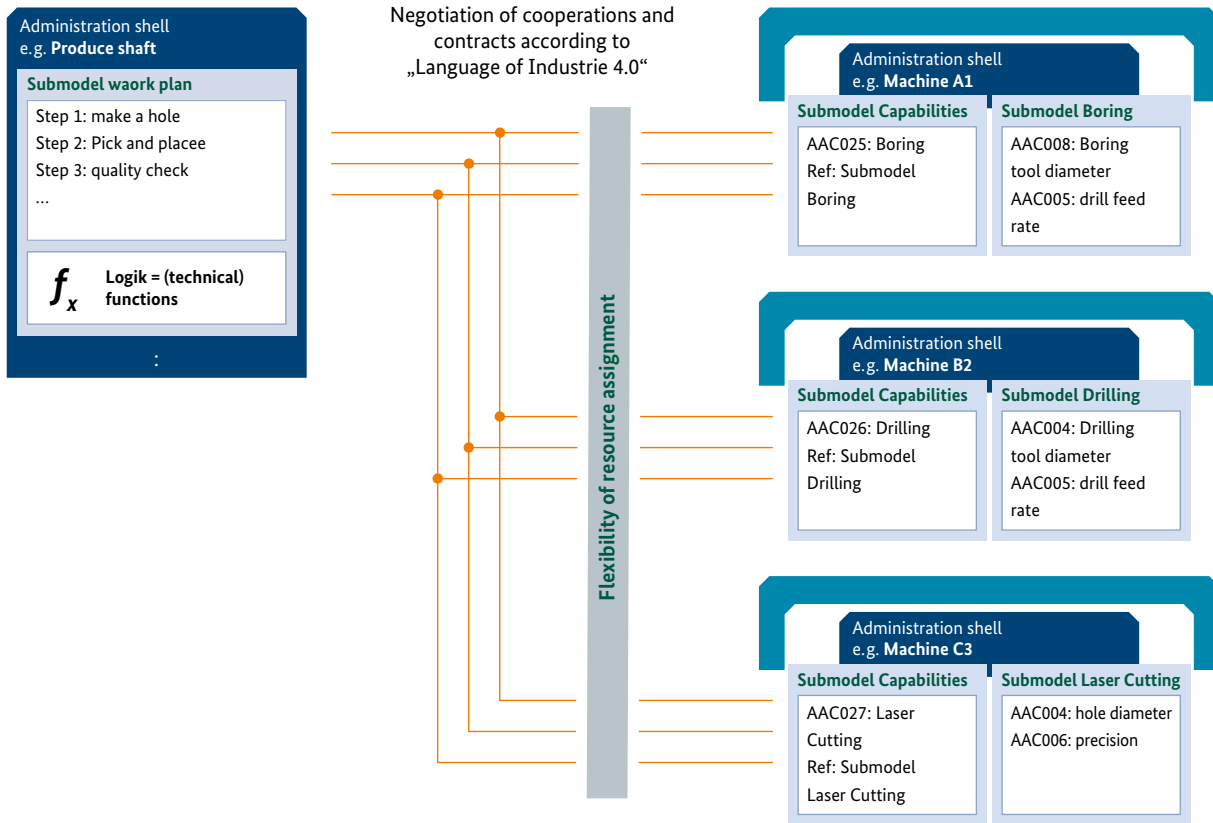 Administration shell
e.g. Produce shaft
Submodel waork plan
Step 1: make a hole
Step 2: Pick and placee
Step 3: quality check
...
fx
Logik = (technical)
functions
:
Negotiation of cooperations and
contracts according to
„Language of Industrie 4.0“
Flexibility of resource assignment
Administration shell
e.g. Machine A1
Submodel Capabilities
AAC025: Boring
Ref: Submodel
Boring
Submodel Boring
AAC008: Boring
tool diameter
AAC005: drill feed
rate
Administration shell
e.g. Machine B2
Submodel Capabilities
AAC026: Drilling
Ref: Submodel
Drilling
Submodel Drilling
AAC004: Drilling
tool diameter
AAC005: drill feed
rate
Administration shell
e.g. Machine C3
Submodel Capabilities
AAC027: Laser
Cutting
Ref: Submodel
Laser Cutting
Submodel Laser Cutting
AAC004: hole diameter
AAC006: precision